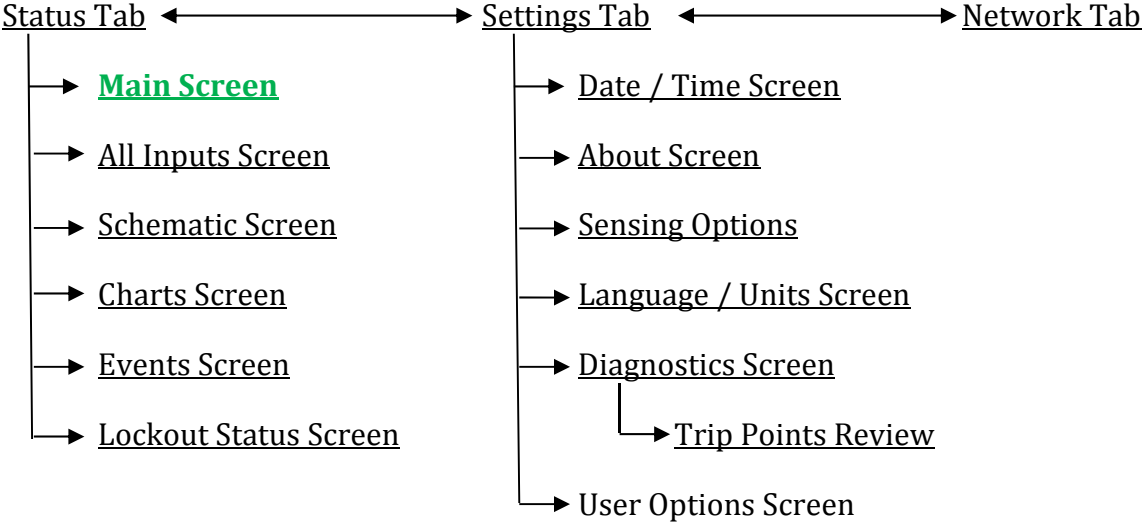 Status Tab
Settings Tab
Network Tab
Main Screen
Date / Time Screen
All Inputs Screen
About Screen
Schematic Screen
Sensing Options
Charts Screen
Language / Units Screen
Events Screen
Diagnostics Screen
Lockout Status Screen
Trip Points Review
User Options Screen